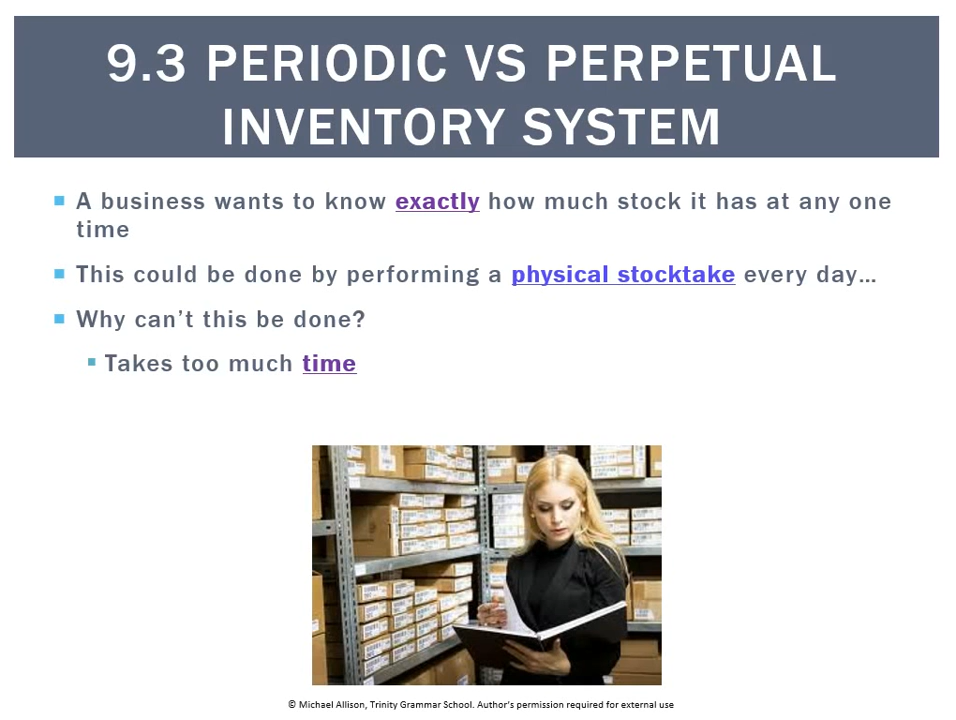 9.3 PERIODIC VS PERPETUAL
INVENTORY SYSTEM
A business wants to know exactly how much stock it has at any one
time
This could be done by performing a physical stocktake every day…
Why can’t this be done?
Takes too much time
© Michael Allison, Trinity Grammar School. Author’s permission required for external use